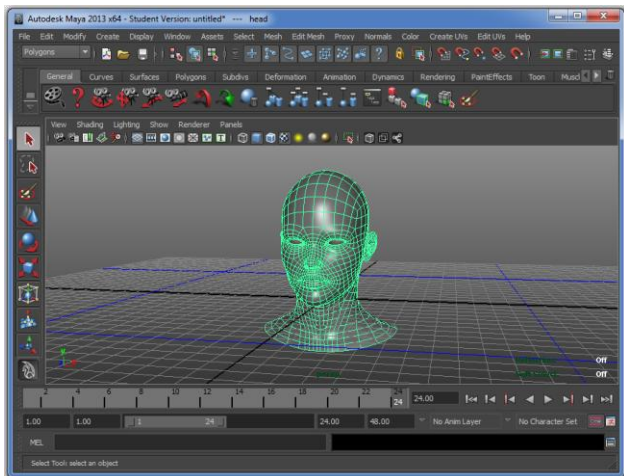 Autodesk Maya 2013 x64 - Student Version: untitled* --- head
File Edit Modify Create Display Window Assets Select Mesh Edit Mesh Proxy Normals Color Create UVs Edit UVs Help
Polygons
General Curves Surfaces Polygons Subdivs Deformation Animation Dynamics Rendering PaintEffects Toon Muscl
View Shading Lighting Show Renderer Panels
Off
Off
2 4 6 8 10 12 14 16 18 20 22 24
24 24.00
1.00 1.00 1 24 24.00 48.00 No Anim Layer No Character Set
MEL
Select Tool: select an object